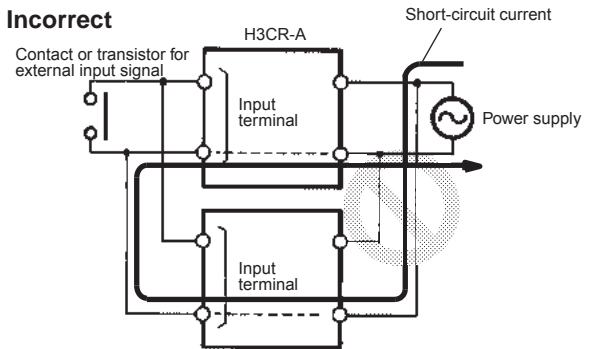 Incorrect
Short-circuit current
H3CR-A
Contact or transistor for
external input signal
Input
terminal
Power supply
Input
terminal